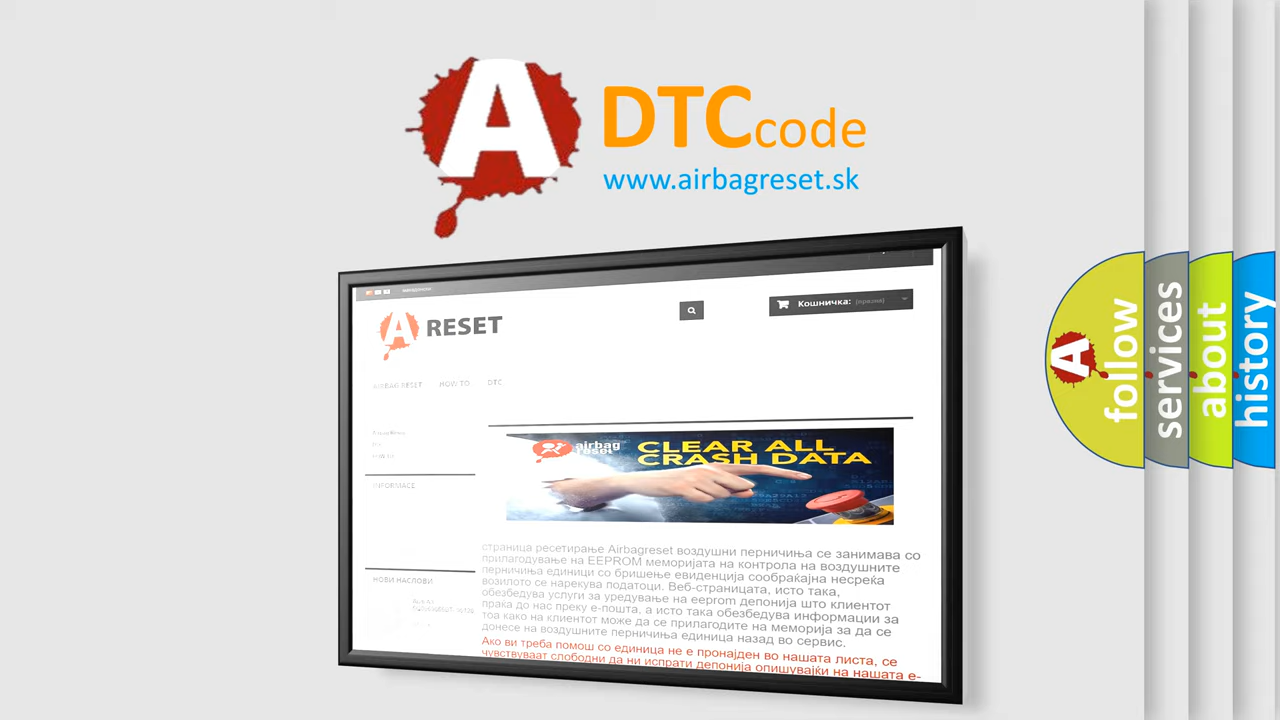 A
DTCcode
www.airbagreset.sk
A RESET
Кошничка: (празна)
AIRBAG RESET HOW TO DTC
airbag
reset
CLEAR ALL
CRASH DATA
INFORMACE
НОВИ НАСЛОВИ
страница ресетирање Airbagreset воздушни перничиња се занимава со
прилагодување на EEPROM меморијата на контрола на воздушните
перничиња единици со бришење евиденција сообраќајна несреќа
возилото се нарекува податоци. Веб-страницата, исто така,
обезбедува услуги за уредување на eeprom депонија што клиентот
праќа до нас преку е-пошта, а исто така обезбедува информации за
тоа како на клиентот може да се прилагодите на меморија за да се
донесе на воздушните перничиња единица назад во сервис.
Ако ви треба помош со единица не е пронајден во нашата листа, се
чувствуваат слободни да ни испрати депонија опишувајќи на нашата е-
A
follow
services
about
history